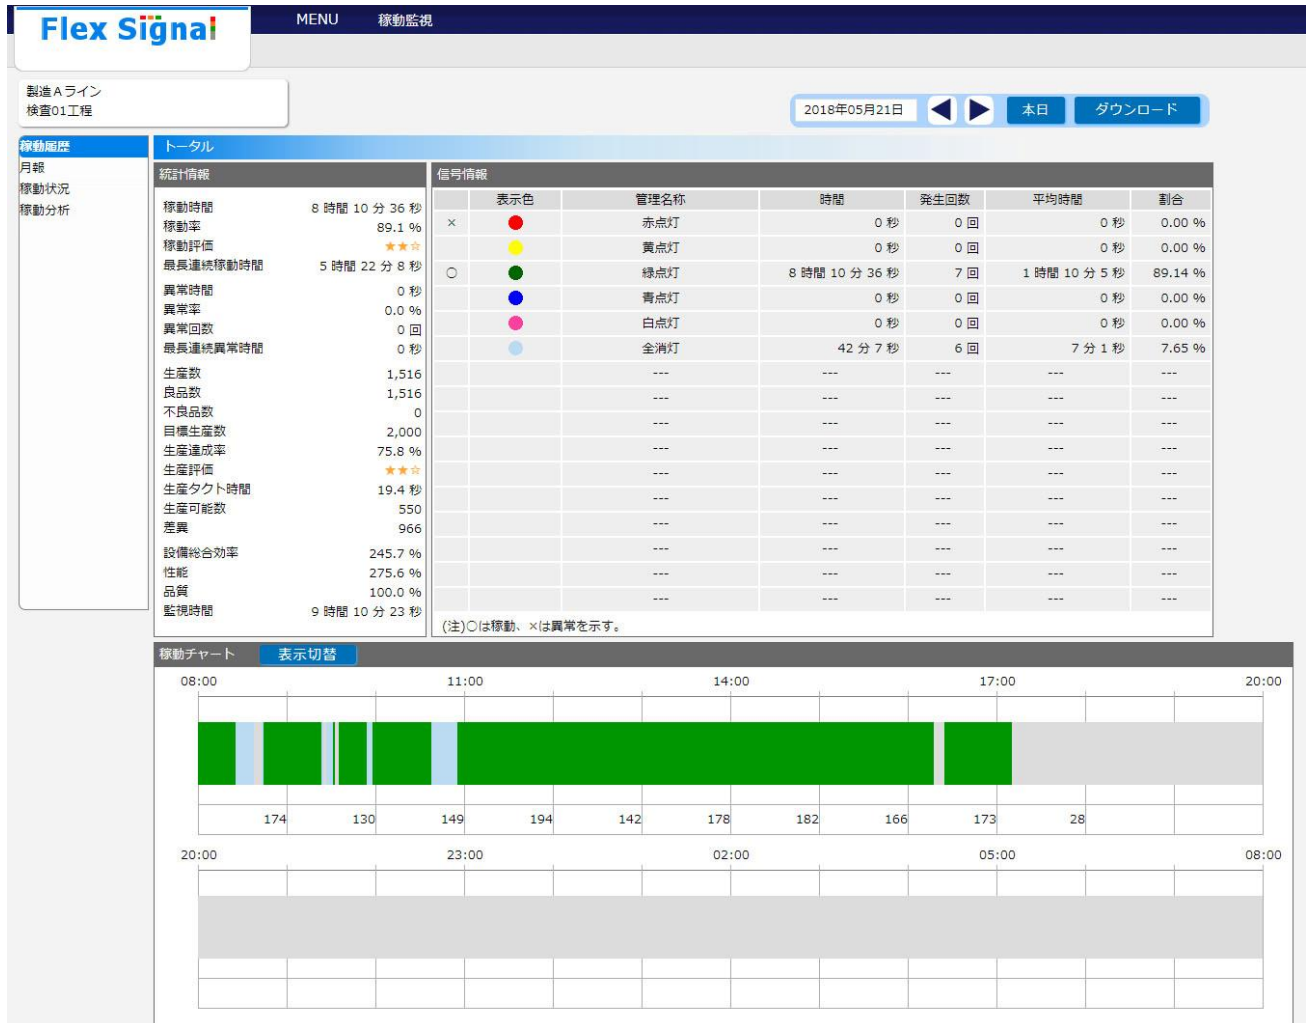 Flex Signal
MENU 稼動監視
製造Aライン
検査01工程
2018年05月21日 ◀ ▶ 本日 ダウンロード
稼動履歴
月報
稼動状況
稼動分析
トータル
統計情報
稼動時間 8 時間 10 分 36 秒
稼動率 89.1 %
稼動評価 ★★☆
最長連続稼動時間 5 時間 22 分 8 秒
異常時間 0 秒
異常率 0.0 %
異常回数 0 回
最長連続異常時間 0 秒
生産数 1,516
良品数 1,516
不良品数 0
目標生産数 2,000
生産達成率 75.8 %
生産評価 ★★☆
生産タクト時間 19.4 秒
生産可能数 550
差異 966
設備総合効率 245.7 %
性能 275.6 %
品質 100.0 %
監視時間 9 時間 10 分 23 秒
信号情報
表示色 管理名称 時間 発生回数 平均時間 割合
× 赤点灯 0 秒 0 回 0 秒 0.00 %
黄点灯 0 秒 0 回 0 秒 0.00 %
○ 緑点灯 8 時間 10 分 36 秒 7 回 1 時間 10 分 5 秒 89.14 %
青点灯 0 秒 0 回 0 秒 0.00 %
白点灯 0 秒 0 回 0 秒 0.00 %
全消灯 42 分 7 秒 6 回 7 分 1 秒 7.65 %
--- --- --- --- ---
--- --- --- --- ---
--- --- --- --- ---
--- --- --- --- ---
--- --- --- --- ---
--- --- --- --- ---
--- --- --- --- ---
--- --- --- --- ---
--- --- --- --- ---
--- --- --- --- ---
(注)○は稼動、×は異常を示す。
稼動チャート 表示切替
08:00 11:00 14:00 17:00 20:00
174 130 149 194 142 178 182 166 173 28
20:00 23:00 02:00 05:00 08:00